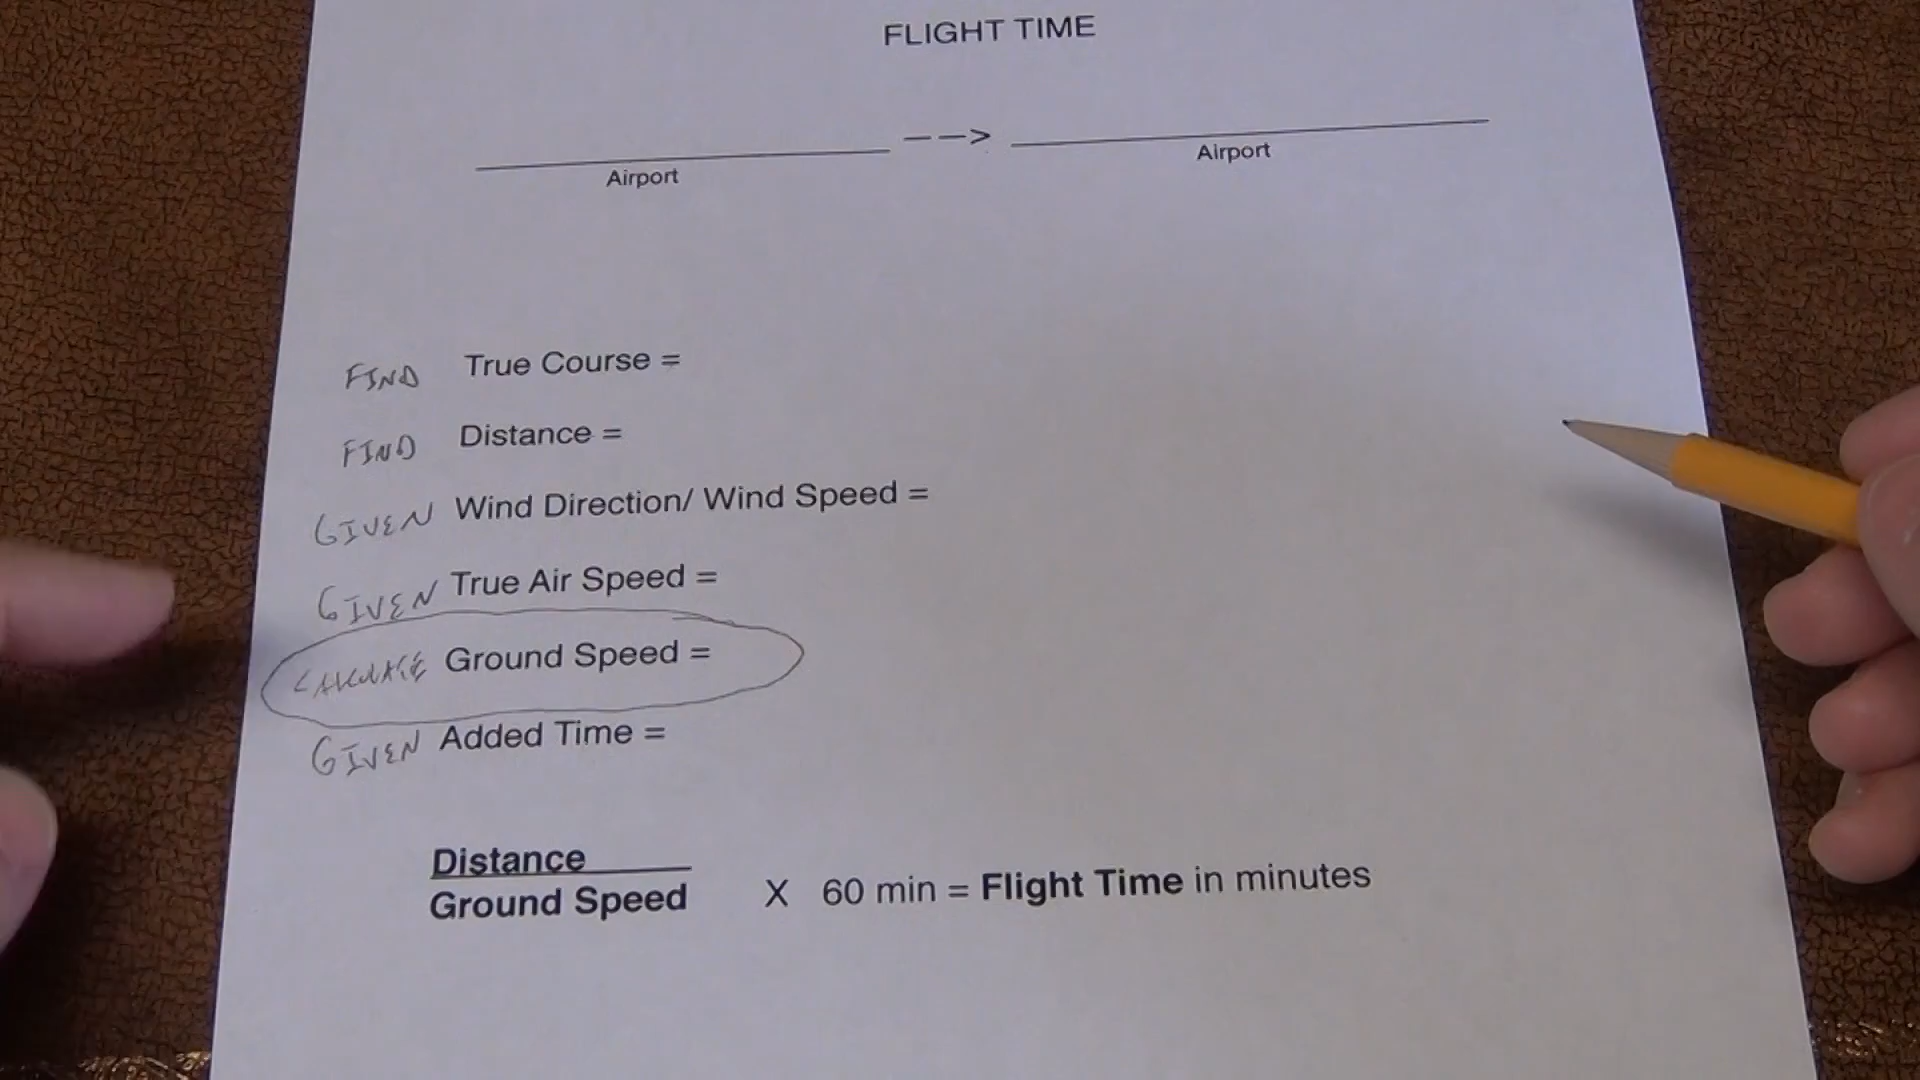 FLIGHT TIME
-->
Airport Airport
FIND True Course =
FIND Distance =
GIVEN Wind Direction/ Wind Speed =
GIVEN True Air Speed =
CALCULATE Ground Speed =
GIVEN Added Time =
Distance
Ground Speed X 60 min = Flight Time in minutes